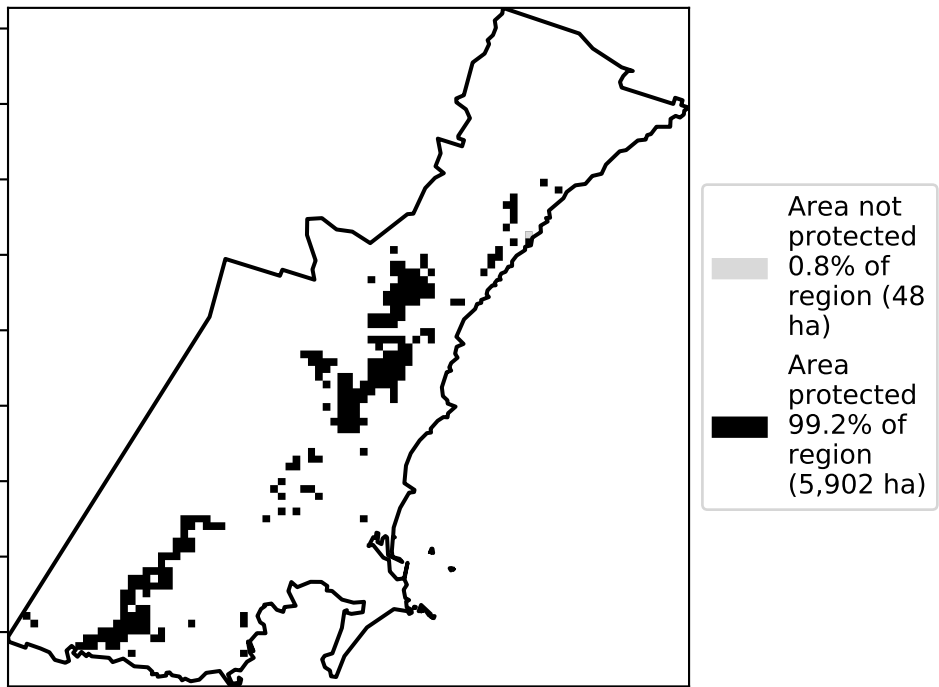 Area not
protected
0.8% of
region (48
ha)
Area
protected
99.2% of
region
(5,902 ha)